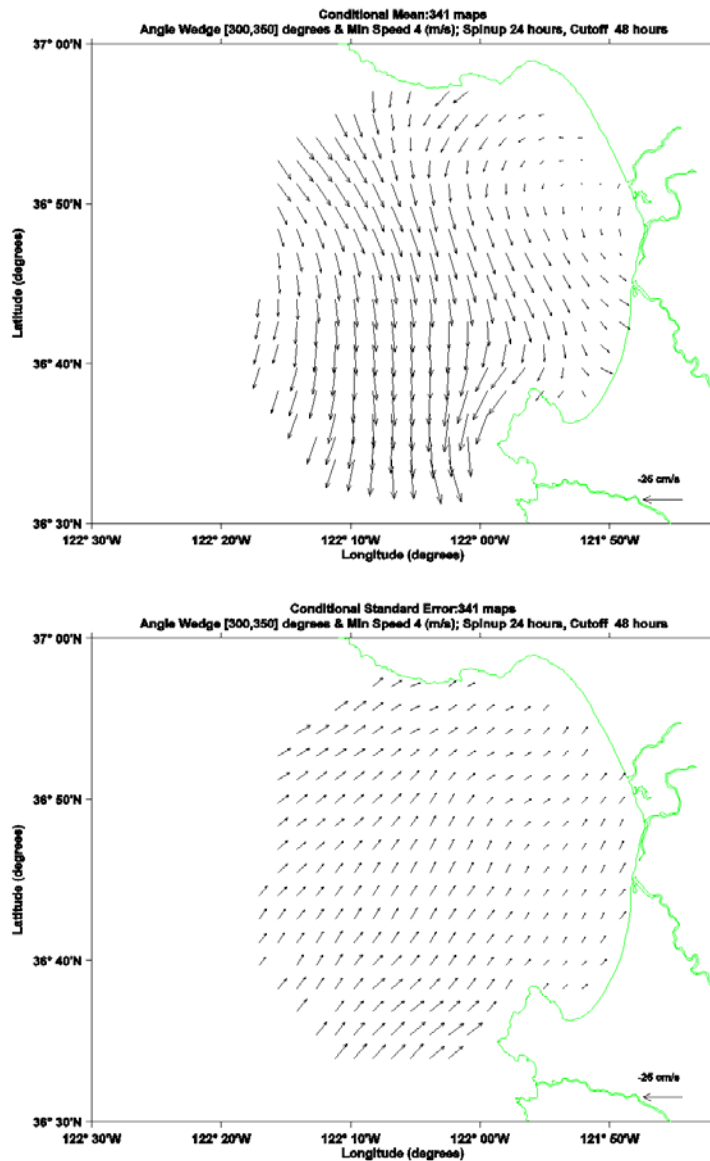 Conditional Mean:341 maps
Angle Wedge [300,350] degrees & Min Speed 4 (m/s); Spinup 24 hours, Cutoff 48 hours
37° 00'N
36° 50'N
36° 40'N
36° 30'N
Latitude (degrees)
-25 cm/s
122° 30'W 122° 20'W 122° 10'W 122° 00'W 121° 50'W
Longitude (degrees)
Conditional Standard Error:341 maps
Angle Wedge [300,350] degrees & Min Speed 4 (m/s); Spinup 24 hours, Cutoff 48 hours
37° 00'N
36° 50'N
36° 40'N
36° 30'N
Latitude (degrees)
-25 cm/s
122° 30'W 122° 20'W 122° 10'W 122° 00'W 121° 50'W
Longitude (degrees)